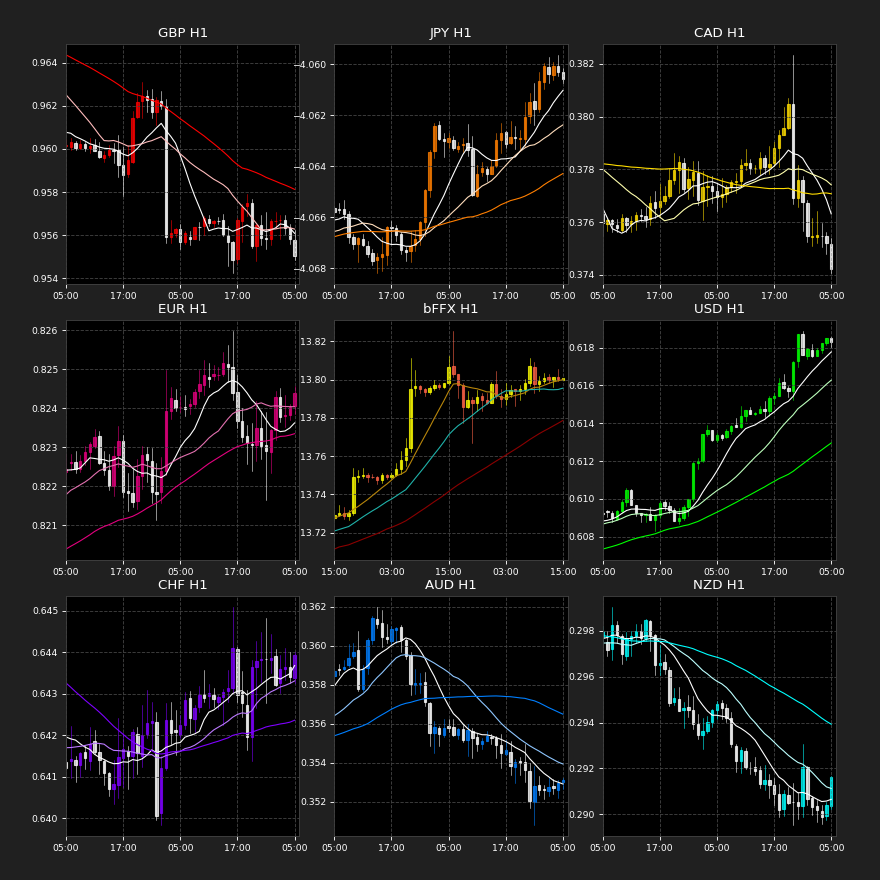 GBP H1
0.964
0.962
0.960
0.958
0.956
0.954
05:00 17:00 05:00 17:00 05:00
JPY H1
−4.060
−4.062
−4.064
−4.066
−4.068
05:00 17:00 05:00 17:00 05:00
CAD H1
0.382
0.380
0.378
0.376
0.374
05:00 17:00 05:00 17:00 05:00
EUR H1
0.826
0.825
0.824
0.823
0.822
0.821
05:00 17:00 05:00 17:00 05:00
bFFX H1
13.82
13.80
13.78
13.76
13.74
13.72
15:00 03:00 15:00 03:00 15:00
USD H1
0.618
0.616
0.614
0.612
0.610
0.608
05:00 17:00 05:00 17:00 05:00
CHF H1
0.645
0.644
0.643
0.642
0.641
0.640
05:00 17:00 05:00 17:00 05:00
AUD H1
0.362
0.360
0.358
0.356
0.354
0.352
05:00 17:00 05:00 17:00 05:00
NZD H1
0.298
0.296
0.294
0.292
0.290
05:00 17:00 05:00 17:00 05:00